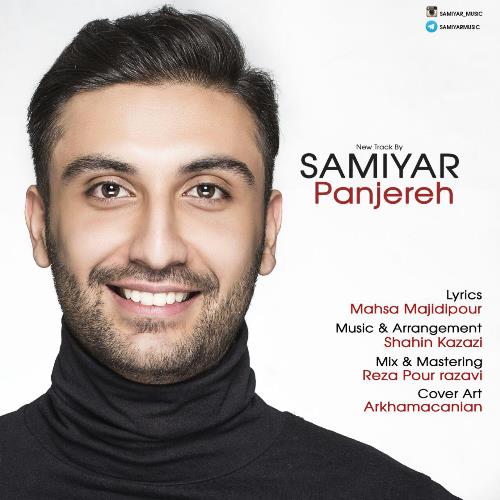 SAMIYAR_MUSIC
SAMIYARMUSIC
New Track By
SAMIYAR
Panjereh
Lyrics
Mahsa Majidipour
Music & Arrangement
Shahin Kazazi
Mix & Mastering
Reza Pour razavi
Cover Art
Arkhamacanian